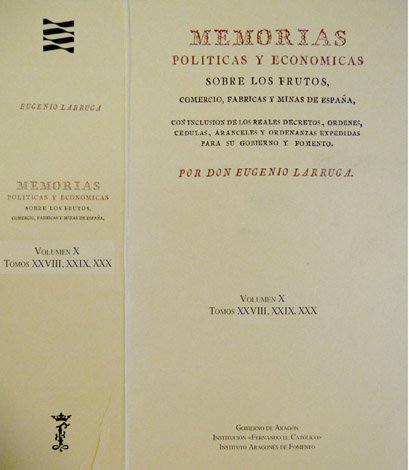 XIX
EUGENIO LARRUGA
MEMORIAS
POLITICAS Y ECONOMICAS
SOBRE LOS FRUTOS,
COMERCIO, FABRICAS Y MINAS DE ESPAÑA,
VOLUMEN X
TOMOS XXVIII, XXIX, XXX
MEMORIAS
POLITICAS Y ECONOMICAS
SOBRE LOS FRUTOS,
COMERCIO, FABRICAS Y MINAS DE ESPAÑA,
CON INCLUSION DE LOS REALES DECRETOS, ORDENES,
CEDULAS, ARANCELES Y ORDENANZAS EXPEDIDAS
PARA SU GOBIERNO Y FOMENTO.
POR DON EUGENIO LARRUGA.
VOLUMEN X
TOMOS XXVIII, XXIX, XXX
GOBIERNO DE ARAGÓN
INSTITUCIÓN «FERNANDO EL CATÓLICO»
INSTITUTO ARAGONÉS DE FOMENTO